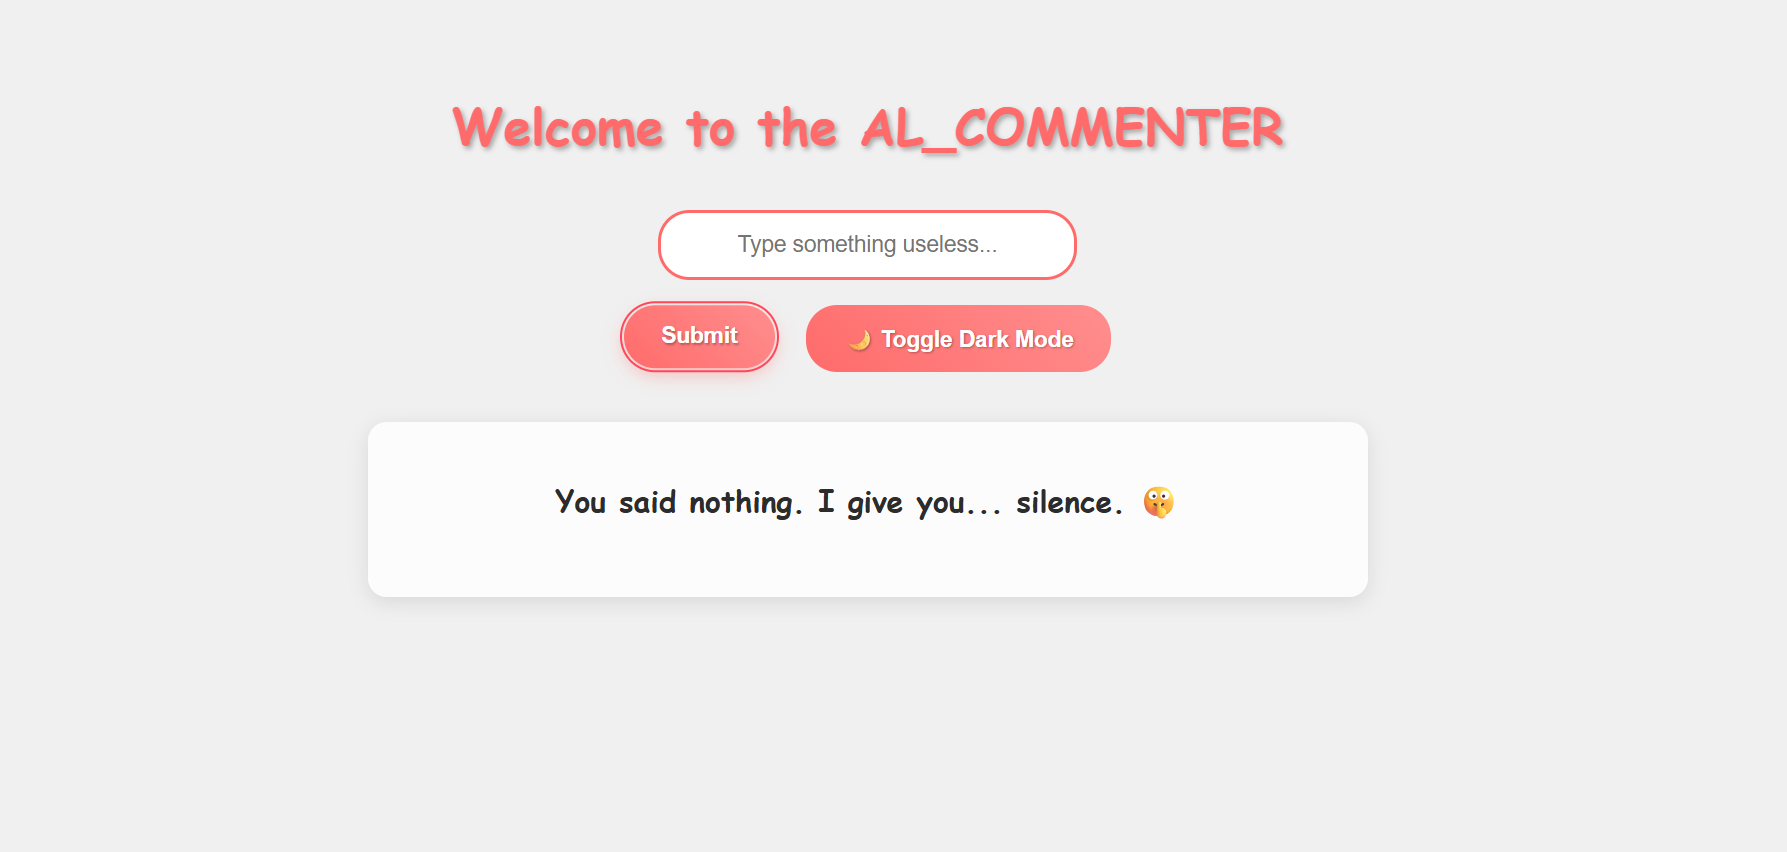 Welcome to the AL_COMMENTER
Type something useless...
Submit
🌙 Toggle Dark Mode
You said nothing. I give you... silence. 🤫